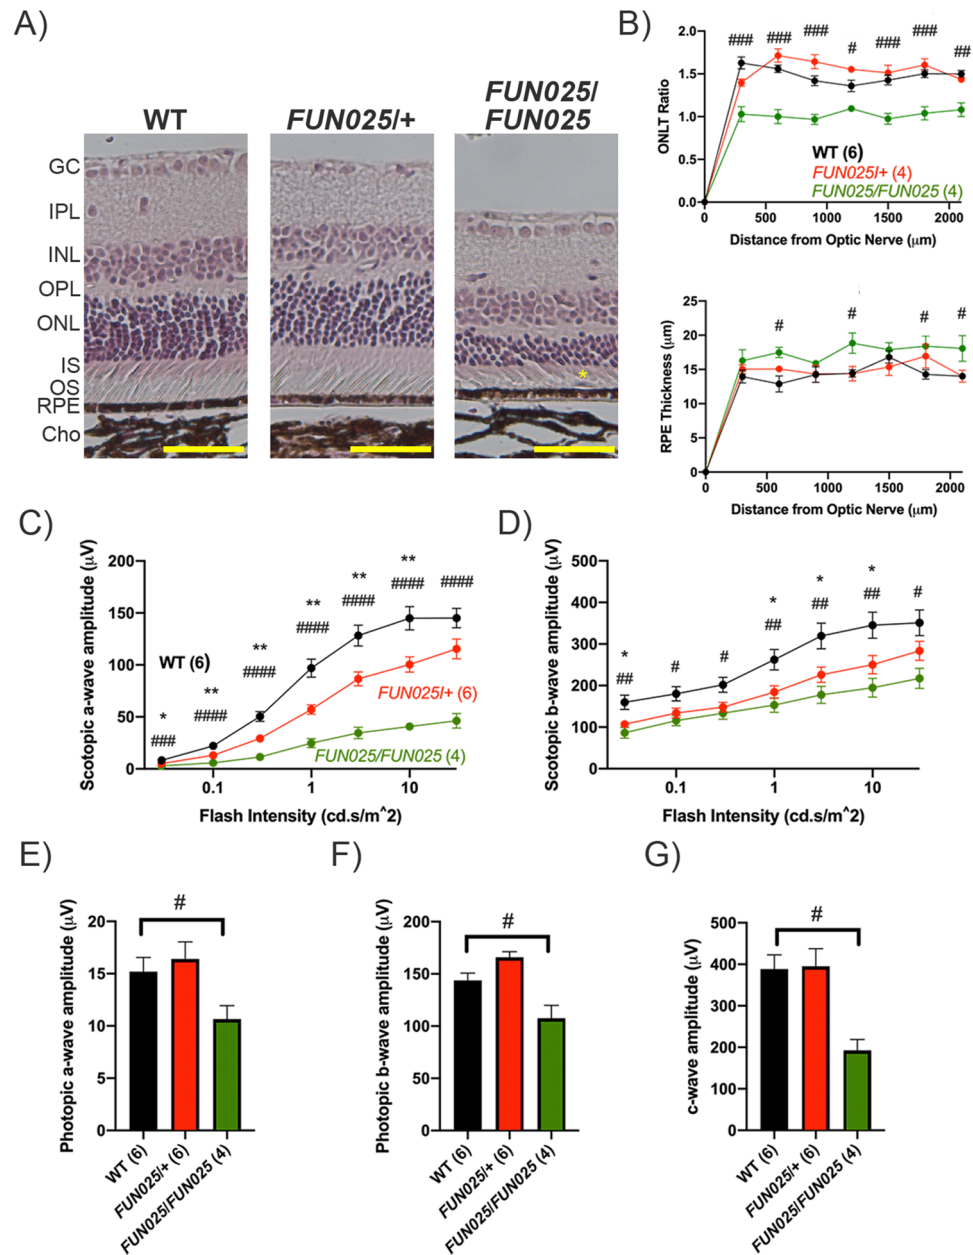 A)
WT
FUN025/+
FUN025/
FUN025
GC
IPL
INL
OPL
ONL
IS
OS
RPE
Cho
*
B)
### ### ### # ### ### ##
2.0
1.5
1.0
0.5
0.0
ONLT Ratio
WT (6)
FUN025/+ (4)
FUN025/FUN025 (4)
0 500 1000 1500 2000
Distance from Optic Nerve (μm)
# # # #
25
20
15
10
5
0
RPE Thickness (μm)
0 500 1000 1500 2000
Distance from Optic Nerve (μm)
C)
Scotopic a-wave amplitude (μV)
200
150
100
50
0
* ** ** ** ** **
### #### #### #### #### #### ####
WT (6)
FUN025/+ (6)
FUN025/FUN025 (4)
0.1 1 10
Flash Intensity (cd.s/m^2)
D)
Scotopic b-wave amplitude (μV)
500
400
300
200
100
0
* * * *
## # # ## ## ## #
0.1 1 10
Flash Intensity (cd.s/m^2)
E)
Photopic a-wave amplitude (μV)
20
15
10
5
0
#
WT (6)
FUN025/+ (6)
FUN025/FUN025 (4)
F)
Photopic b-wave amplitude (μV)
200
150
100
50
0
#
WT (6)
FUN025/+ (6)
FUN025/FUN025 (4)
G)
c-wave amplitude (μV)
500
400
300
200
100
0
#
WT (6)
FUN025/+ (6)
FUN025/FUN025 (4)